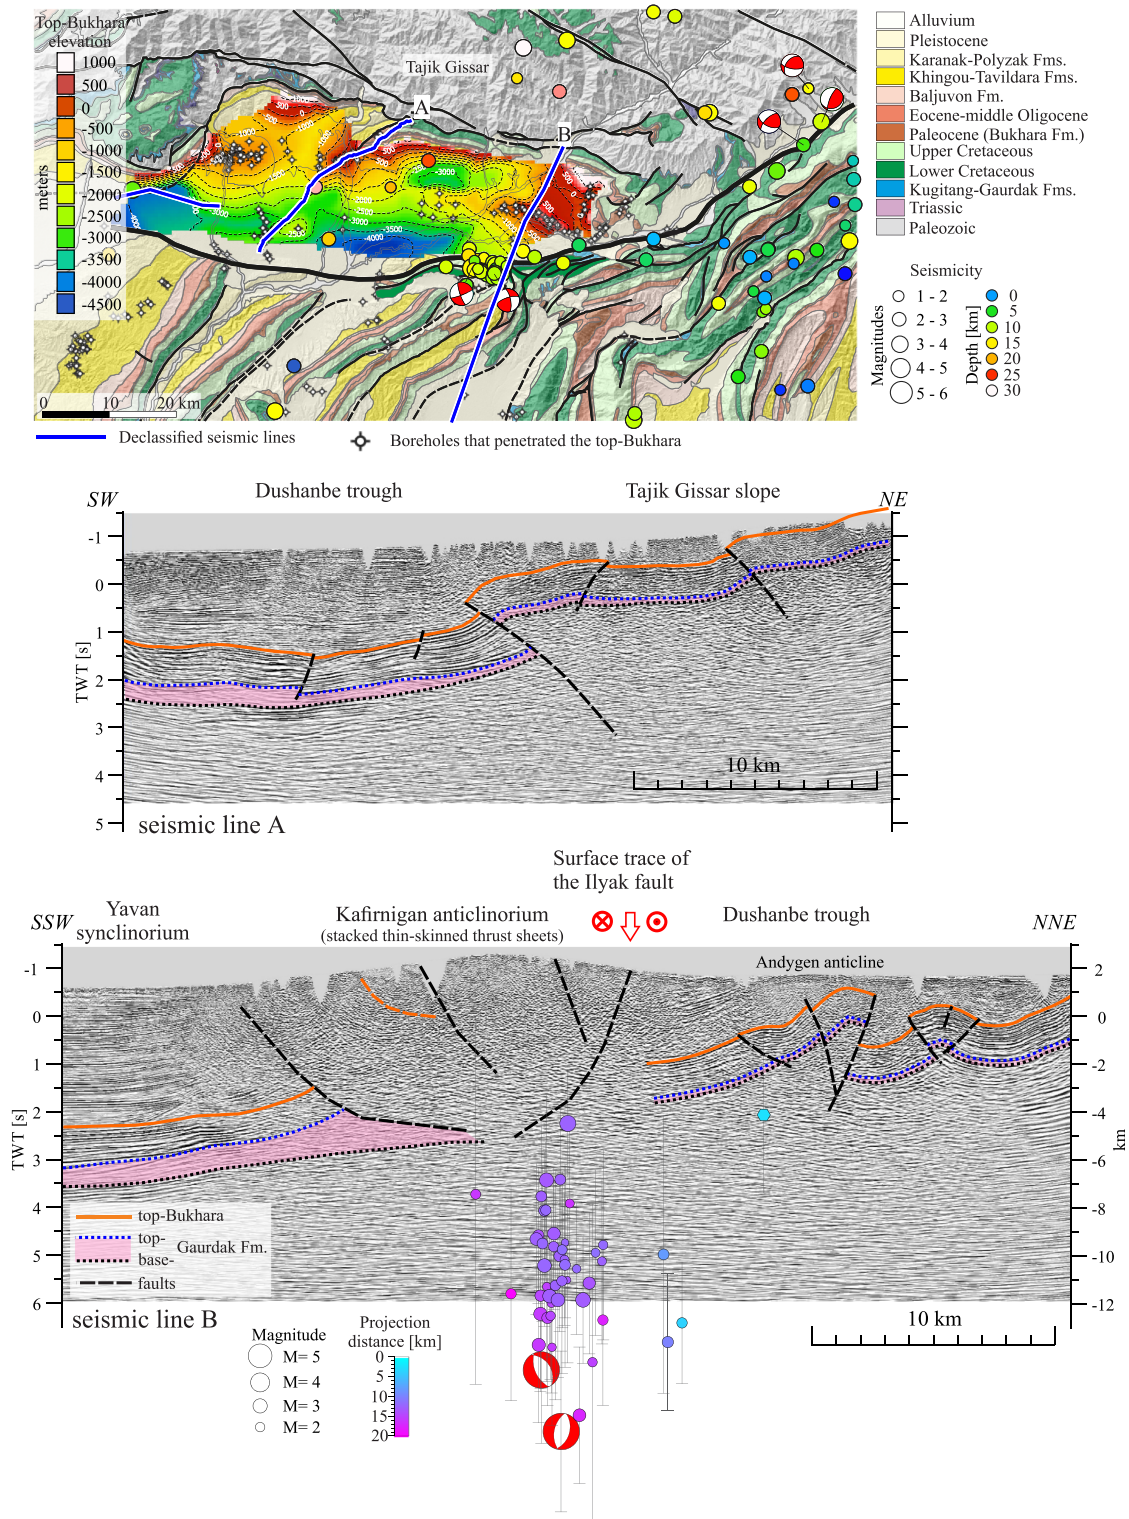 Top-Bukhara
elevation
1000
500
0
-500
-1000
-1500
-2000
-2500
-3000
-3500
-4000
-4500
meters
Tajik Gissar
A
B
0 10 20 km
Declassified seismic lines
Boreholes that penetrated the top-Bukhara
Alluvium
Pleistocene
Karanak-Polyzak Fms.
Khingou-Tavildara Fms.
Baljuvon Fm.
Eocene-middle Oligocene
Paleocene (Bukhara Fm.)
Upper Cretaceous
Lower Cretaceous
Kugitang-Gaurdak Fms.
Triassic
Paleozoic
Seismicity
Magnitudes
1 - 2
2 - 3
3 - 4
4 - 5
5 - 6
Depth [km]
0
5
10
15
20
25
30
SW
Dushanbe trough
Tajik Gissar slope
NE
-1
0
1
2
3
4
5
TWT [s]
10 km
seismic line A
Surface trace of
the Ilyak fault
SSW
Yavan
synclinorium
Kafirnigan anticlinorium
(stacked thin-skinned thrust sheets)
Dushanbe trough
NNE
Andygen anticline
-1
0
1
2
3
4
5
6
TWT [s]
2
0
-2
-4
-6
-8
-10
-12
km
top-Bukhara
top-
Gaurdak Fm.
base-
faults
seismic line B
10 km
Magnitude
M= 5
M= 4
M= 3
M= 2
Projection
distance [km]
0
5
10
15
20